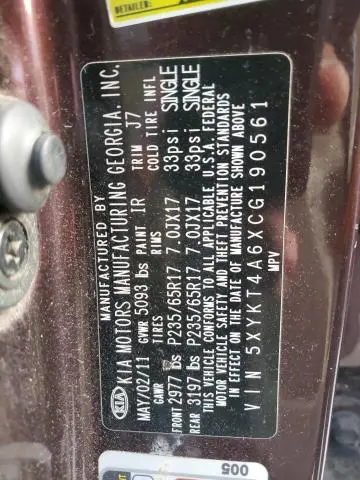 MANUFACTURED BY
KIA KIA MOTORS MANUFACTURING GEORGIA, INC.
MAY/02/11 GVWR 5093 lbs PAINT IR TRIM J7
GAWR TIRES RIMS COLD TIRE INFL
FRONT 2977 lbs P235/65R17 7.0JX17 33psi SINGLE
REAR 3197 lbs P235/65R17 7.0JX17 33psi SINGLE
THIS VEHICLE CONFORMS TO ALL APPLICABLE U.S.A. FEDERAL
MOTOR VEHICLE SAFETY AND THEFT PREVENTION STANDARDS
IN EFFECT ON THE DATE OF MANUFACTURE SHOWN ABOVE
VIN 5XYKT4A6XCG190561
MPV
DETAILED
005